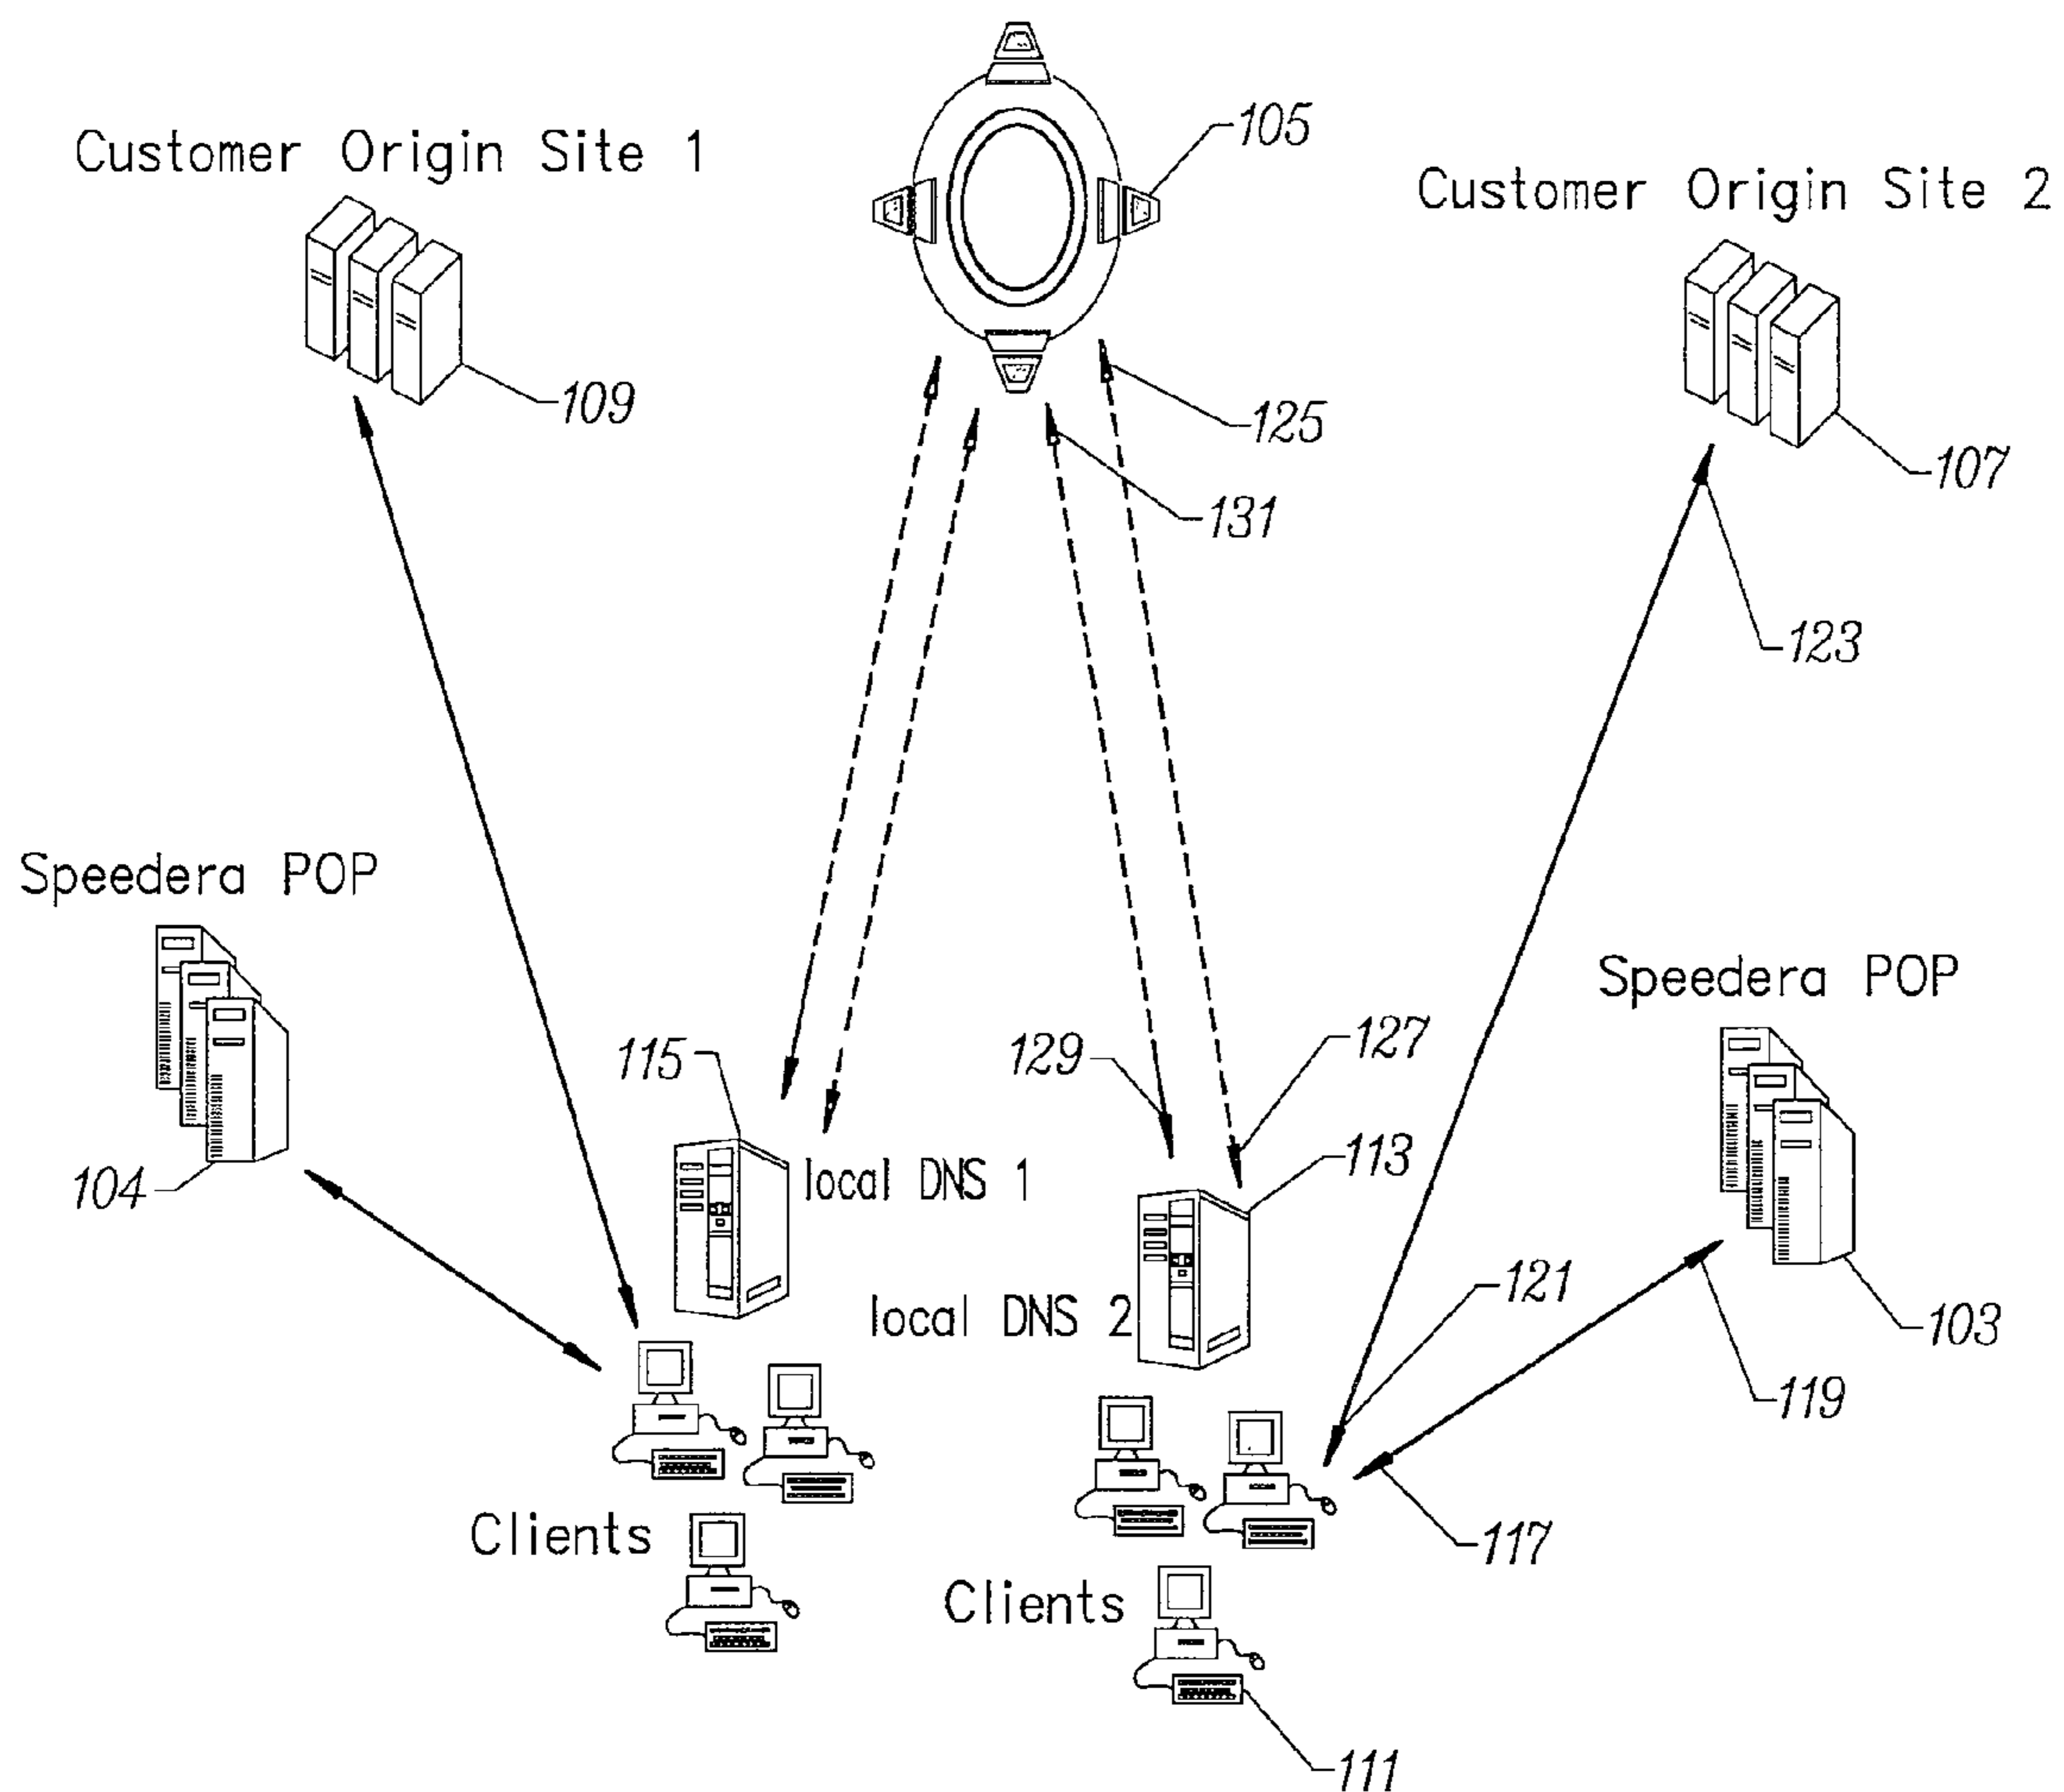 105
Customer Origin Site 1
Customer Origin Site 2
109
125
107
131
123
Speedera POP
Speedera POP
115
129
127
113
104
local DNS 1
121
local DNS 2
103
119
Clients
117
Clients
111